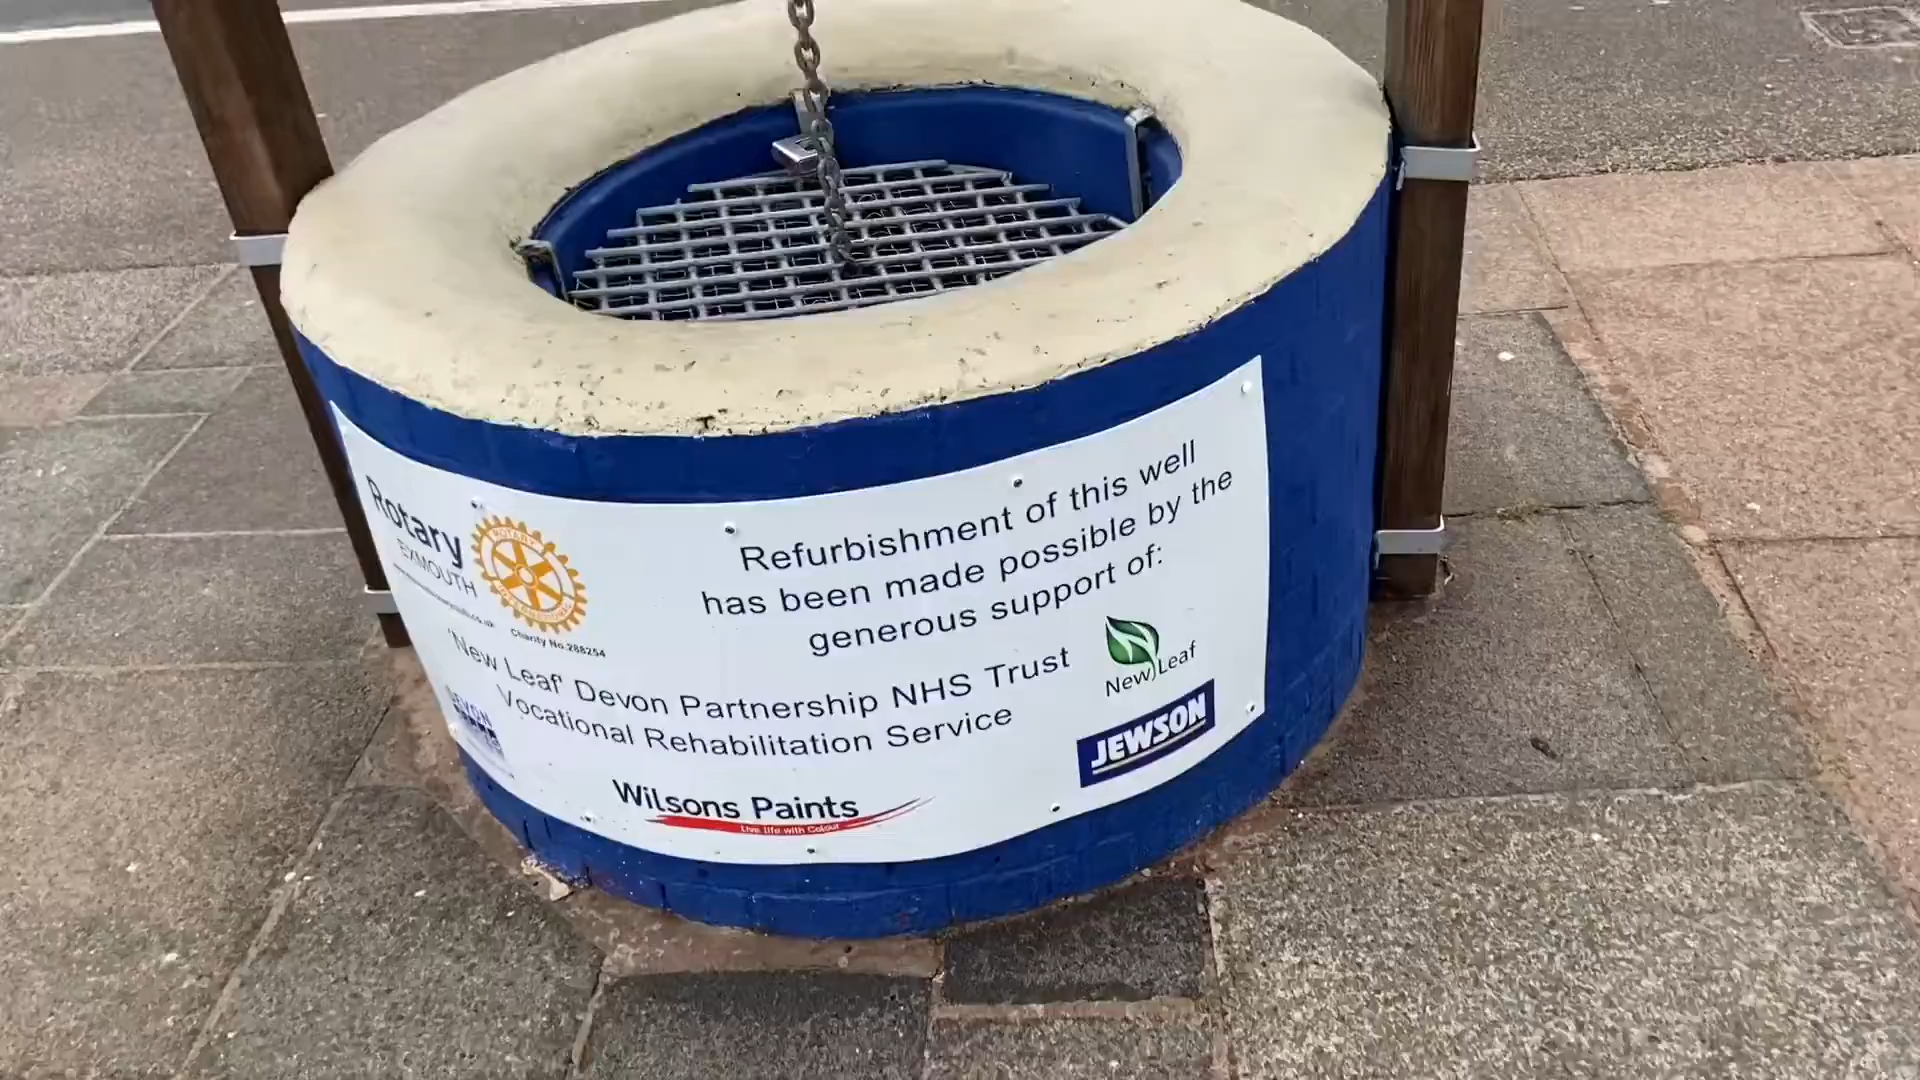 Rotary
EXMOUTH
Charity No.288254
Refurbishment of this well
has been made possible by the
generous support of:
'New Leaf' Devon Partnership NHS Trust
Vocational Rehabilitation Service
New Leaf
JEWSON
Wilsons Paints
Live life with Colour